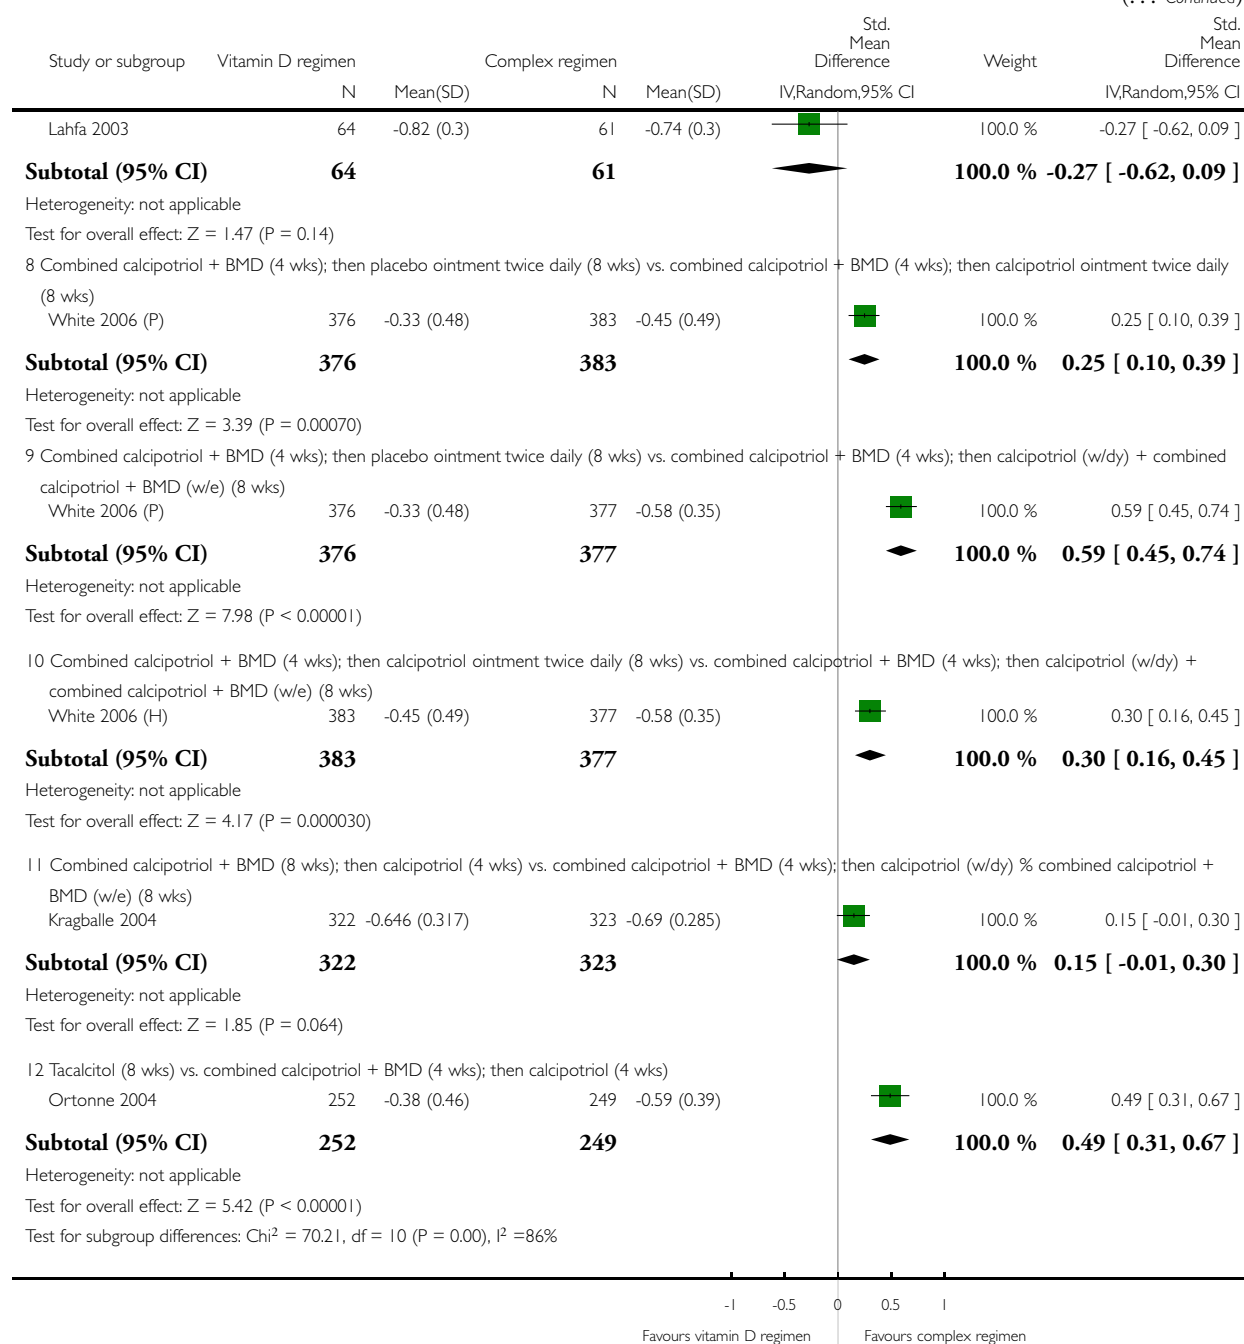 (. . . Continued)
Study or subgroup Vitamin D regimen Complex regimen Std. Mean Difference Weight Std. Mean Difference
N Mean(SD) N Mean(SD) IV,Random,95% CI IV,Random,95% CI
Lahfa 2003 64 -0.82 (0.3) 61 -0.74 (0.3) 100.0 % -0.27 [ -0.62, 0.09 ]
Subtotal (95% CI) 64 61 100.0 % -0.27 [ -0.62, 0.09 ]
Heterogeneity: not applicable
Test for overall effect: Z = 1.47 (P = 0.14)
8 Combined calcipotriol + BMD (4 wks); then placebo ointment twice daily (8 wks) vs. combined calcipotriol + BMD (4 wks); then calcipotriol ointment twice daily
(8 wks)
White 2006 (P) 376 -0.33 (0.48) 383 -0.45 (0.49) 100.0 % 0.25 [ 0.10, 0.39 ]
Subtotal (95% CI) 376 383 100.0 % 0.25 [ 0.10, 0.39 ]
Heterogeneity: not applicable
Test for overall effect: Z = 3.39 (P = 0.00070)
9 Combined calcipotriol + BMD (4 wks); then placebo ointment twice daily (8 wks) vs. combined calcipotriol + BMD (4 wks); then calcipotriol (w/dy) + combined
calcipotriol + BMD (w/e) (8 wks)
White 2006 (P) 376 -0.33 (0.48) 377 -0.58 (0.35) 100.0 % 0.59 [ 0.45, 0.74 ]
Subtotal (95% CI) 376 377 100.0 % 0.59 [ 0.45, 0.74 ]
Heterogeneity: not applicable
Test for overall effect: Z = 7.98 (P < 0.00001)
10 Combined calcipotriol + BMD (4 wks); then calcipotriol ointment twice daily (8 wks) vs. combined calcipotriol + BMD (4 wks); then calcipotriol (w/dy) +
combined calcipotriol + BMD (w/e) (8 wks)
White 2006 (H) 383 -0.45 (0.49) 377 -0.58 (0.35) 100.0 % 0.30 [ 0.16, 0.45 ]
Subtotal (95% CI) 383 377 100.0 % 0.30 [ 0.16, 0.45 ]
Heterogeneity: not applicable
Test for overall effect: Z = 4.17 (P = 0.000030)
11 Combined calcipotriol + BMD (8 wks); then calcipotriol (4 wks) vs. combined calcipotriol + BMD (4 wks); then calcipotriol (w/dy) % combined calcipotriol +
BMD (w/e) (8 wks)
Kragballe 2004 322 -0.646 (0.317) 323 -0.69 (0.285) 100.0 % 0.15 [ -0.01, 0.30 ]
Subtotal (95% CI) 322 323 100.0 % 0.15 [ -0.01, 0.30 ]
Heterogeneity: not applicable
Test for overall effect: Z = 1.85 (P = 0.064)
12 Tacalcitol (8 wks) vs. combined calcipotriol + BMD (4 wks); then calcipotriol (4 wks)
Ortonne 2004 252 -0.38 (0.46) 249 -0.59 (0.39) 100.0 % 0.49 [ 0.31, 0.67 ]
Subtotal (95% CI) 252 249 100.0 % 0.49 [ 0.31, 0.67 ]
Heterogeneity: not applicable
Test for overall effect: Z = 5.42 (P < 0.00001)
Test for subgroup differences: Chi² = 70.21, df = 10 (P = 0.00), I² =86%
-1 -0.5 0 0.5 1
Favours vitamin D regimen Favours complex regimen